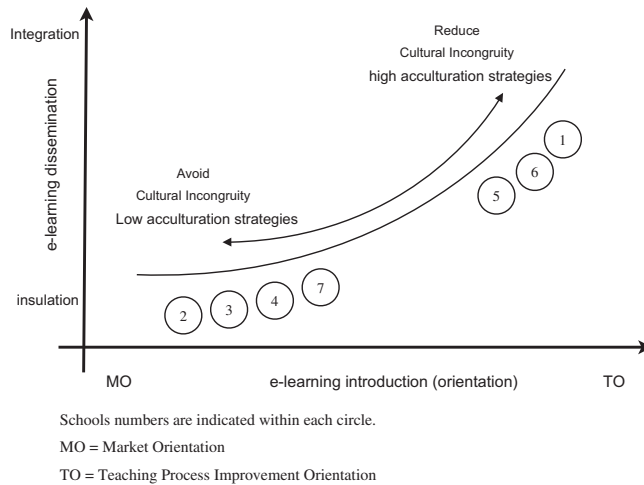 Integration
Reduce
Cultural Incongruity
high acculturation strategies
e-learning dissemination
Avoid
Cultural Incongruity
Low acculturation strategies
1
6
5
insulation
2
3
4
7
MO
e-learning introduction (orientation)
TO
Schools numbers are indicated within each circle.
MO = Market Orientation
TO = Teaching Process Improvement Orientation